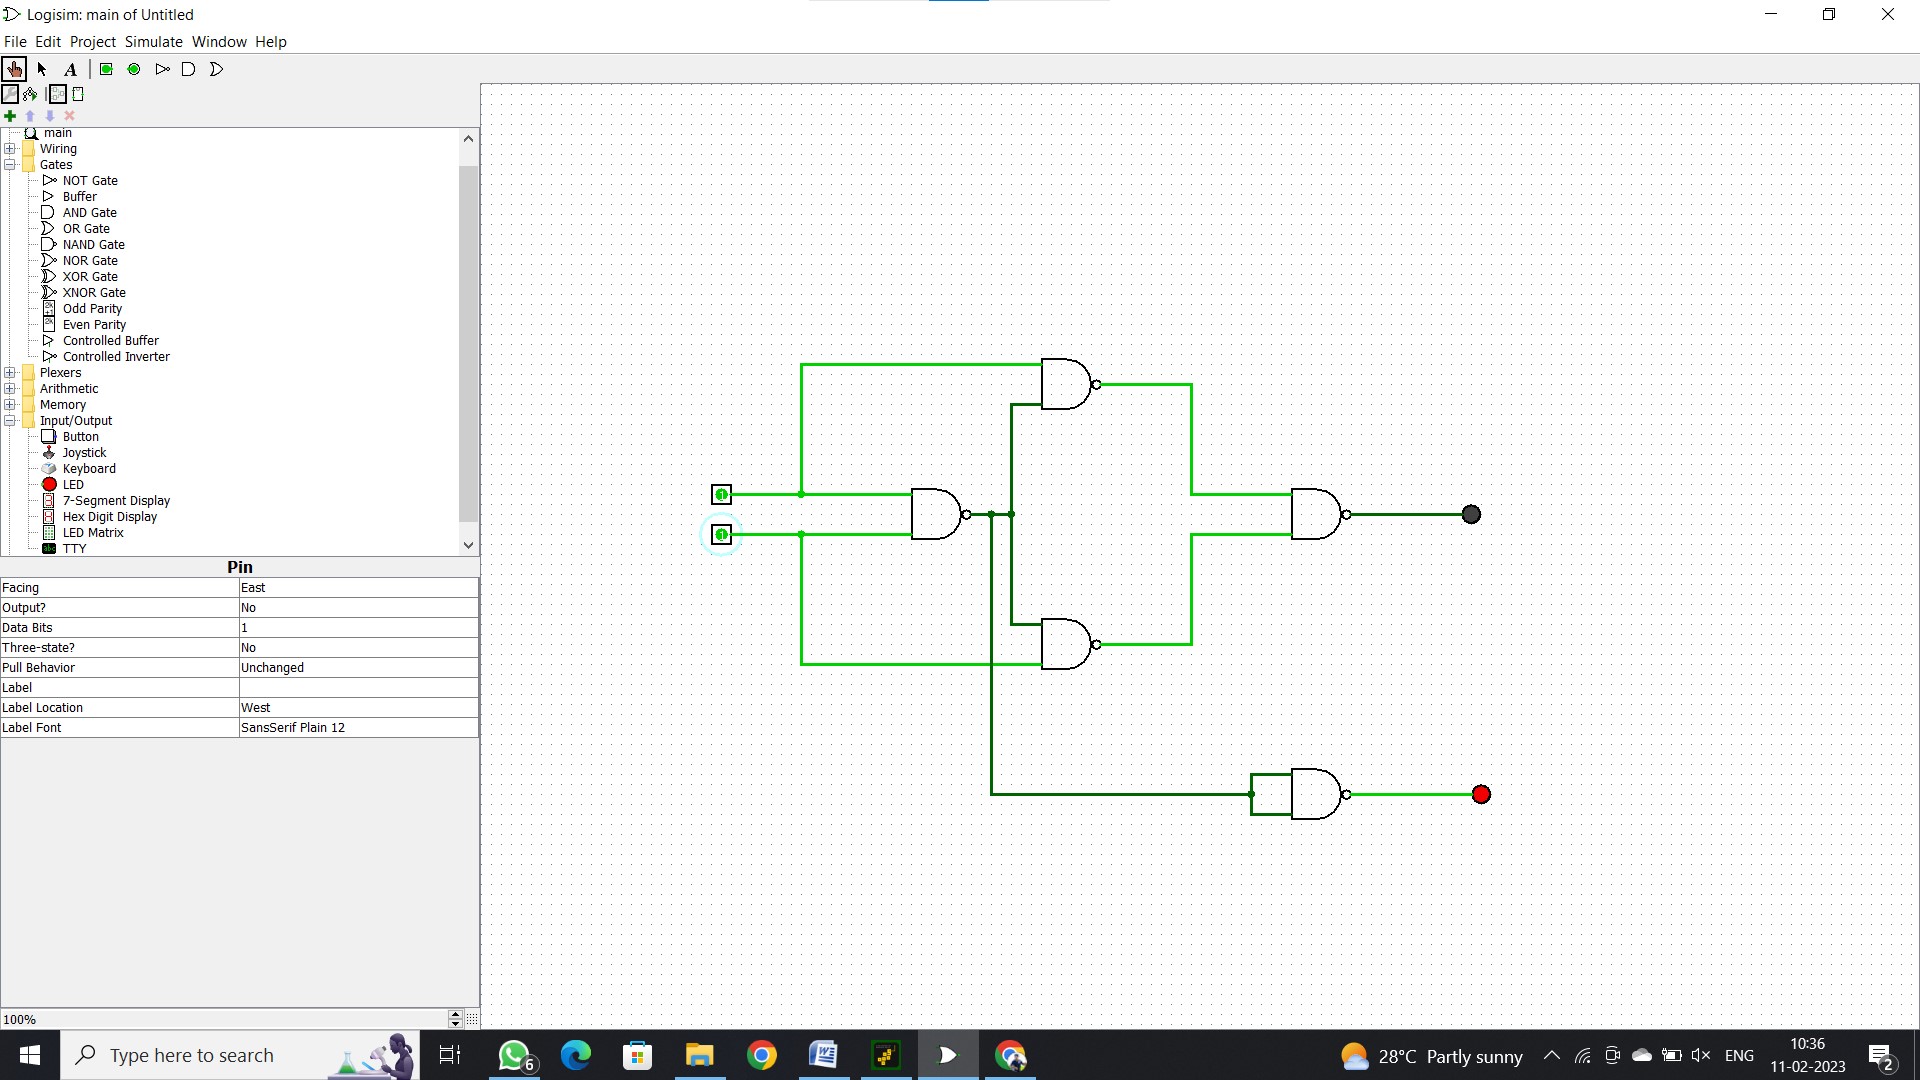 Logisim: main of Untitled
File Edit Project Simulate Window Help
A
main
Wiring
Gates
NOT Gate
Buffer
AND Gate
OR Gate
NAND Gate
NOR Gate
XOR Gate
XNOR Gate
Odd Parity
Even Parity
Controlled Buffer
Controlled Inverter
Plexers
Arithmetic
Memory
Input/Output
Button
Joystick
Keyboard
LED
7-Segment Display
Hex Digit Display
LED Matrix
TTY
Pin
Facing East
Output? No
Data Bits 1
Three-state? No
Pull Behavior Unchanged
Label
Label Location West
Label Font SansSerif Plain 12
1
1
100%
Type here to search
6
28°C Partly sunny
ENG
10:36
11-02-2023
2